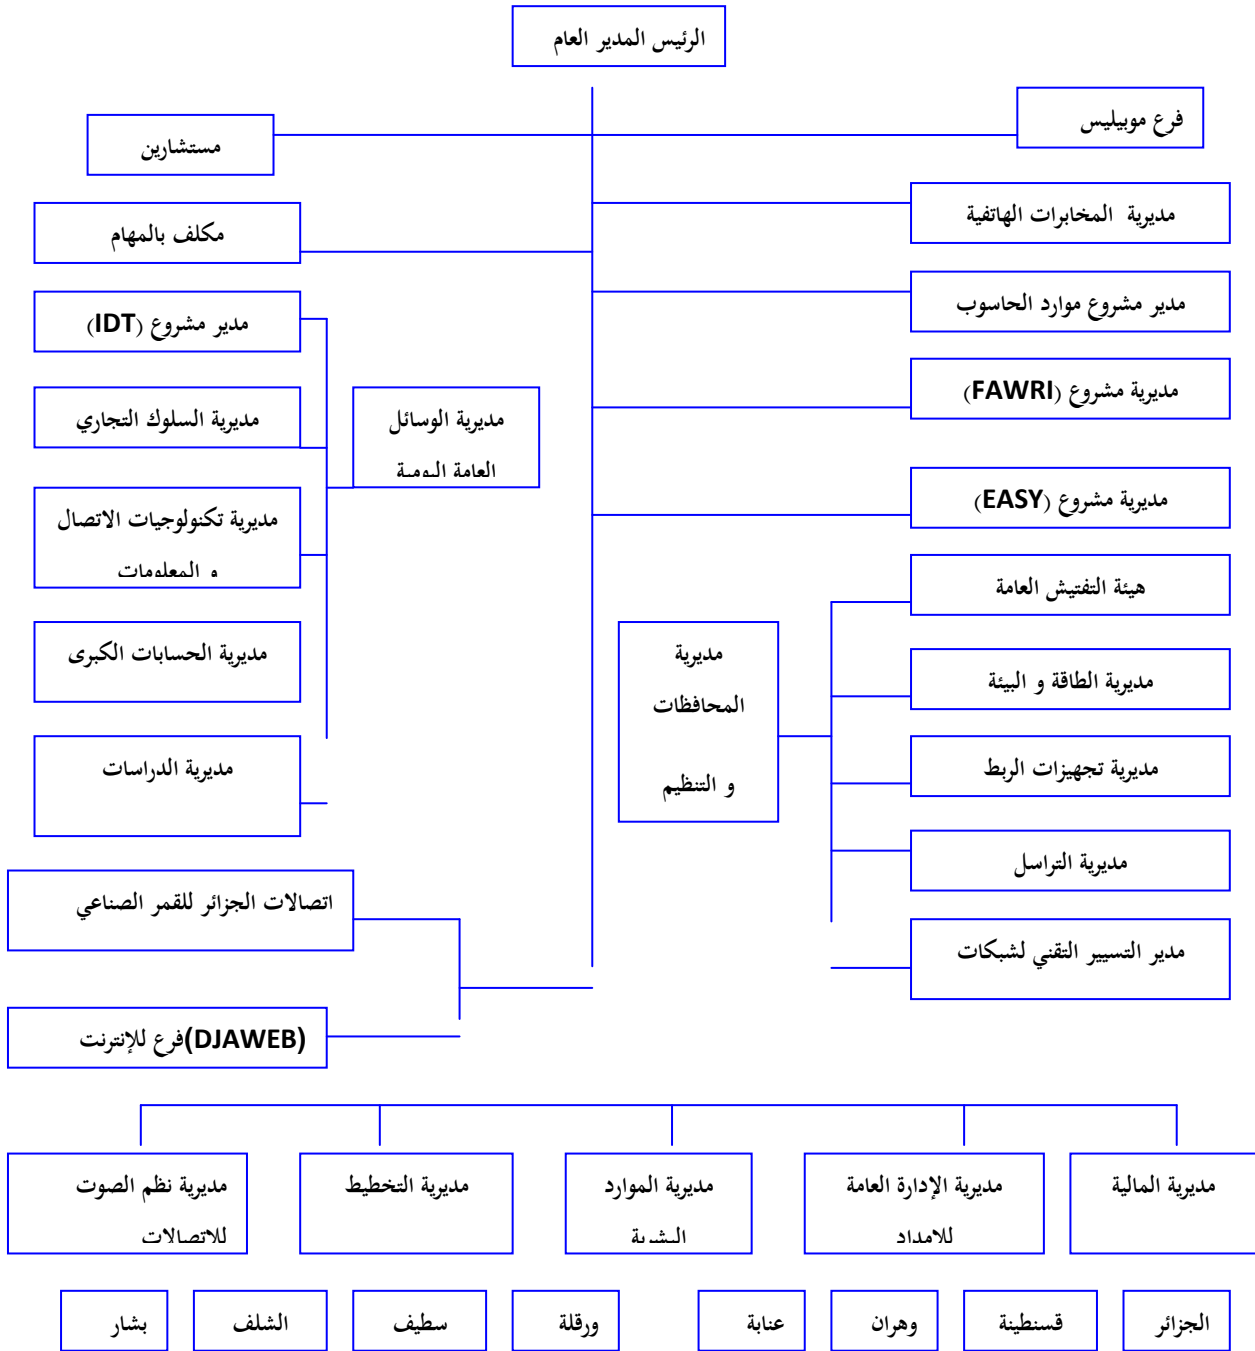 الرئيس المدير العام
فرع موبيليس
مستشارين
مديرية المخابرات الهاتفية
مكلف بالمهام
مدير مشروع موارد الحاسوب
مدير مشروع (IDT)
مديرية مشروع (FAWRI)
مديرية السلوك التجاري
مديرية الوسائل
العامة اليومية
مديرية مشروع (EASY)
مديرية تكنولوجيات الاتصال
و المعلومات
هيئة التفتيش العامة
مديرية الحسابات الكبرى
مديرية
المحافظات
و التنظيم
مديرية الطاقة و البيئة
مديرية تجهيزات الربط
مديرية الدراسات
مديرية التراسل
اتصالات الجزائر للقمر الصناعي
مدير التسيير التقني لشبكات
(DJAWEB)فرع للإنترنت
مديرية المالية
مديرية الإدارة العامة
للامداد
مديرية الموارد
البشرية
مديرية التخطيط
مديرية نظم الصوت
للاتصالات
الجزائر
قسنطينة
وهران
عنابة
ورقلة
سطيف
الشلف
بشار